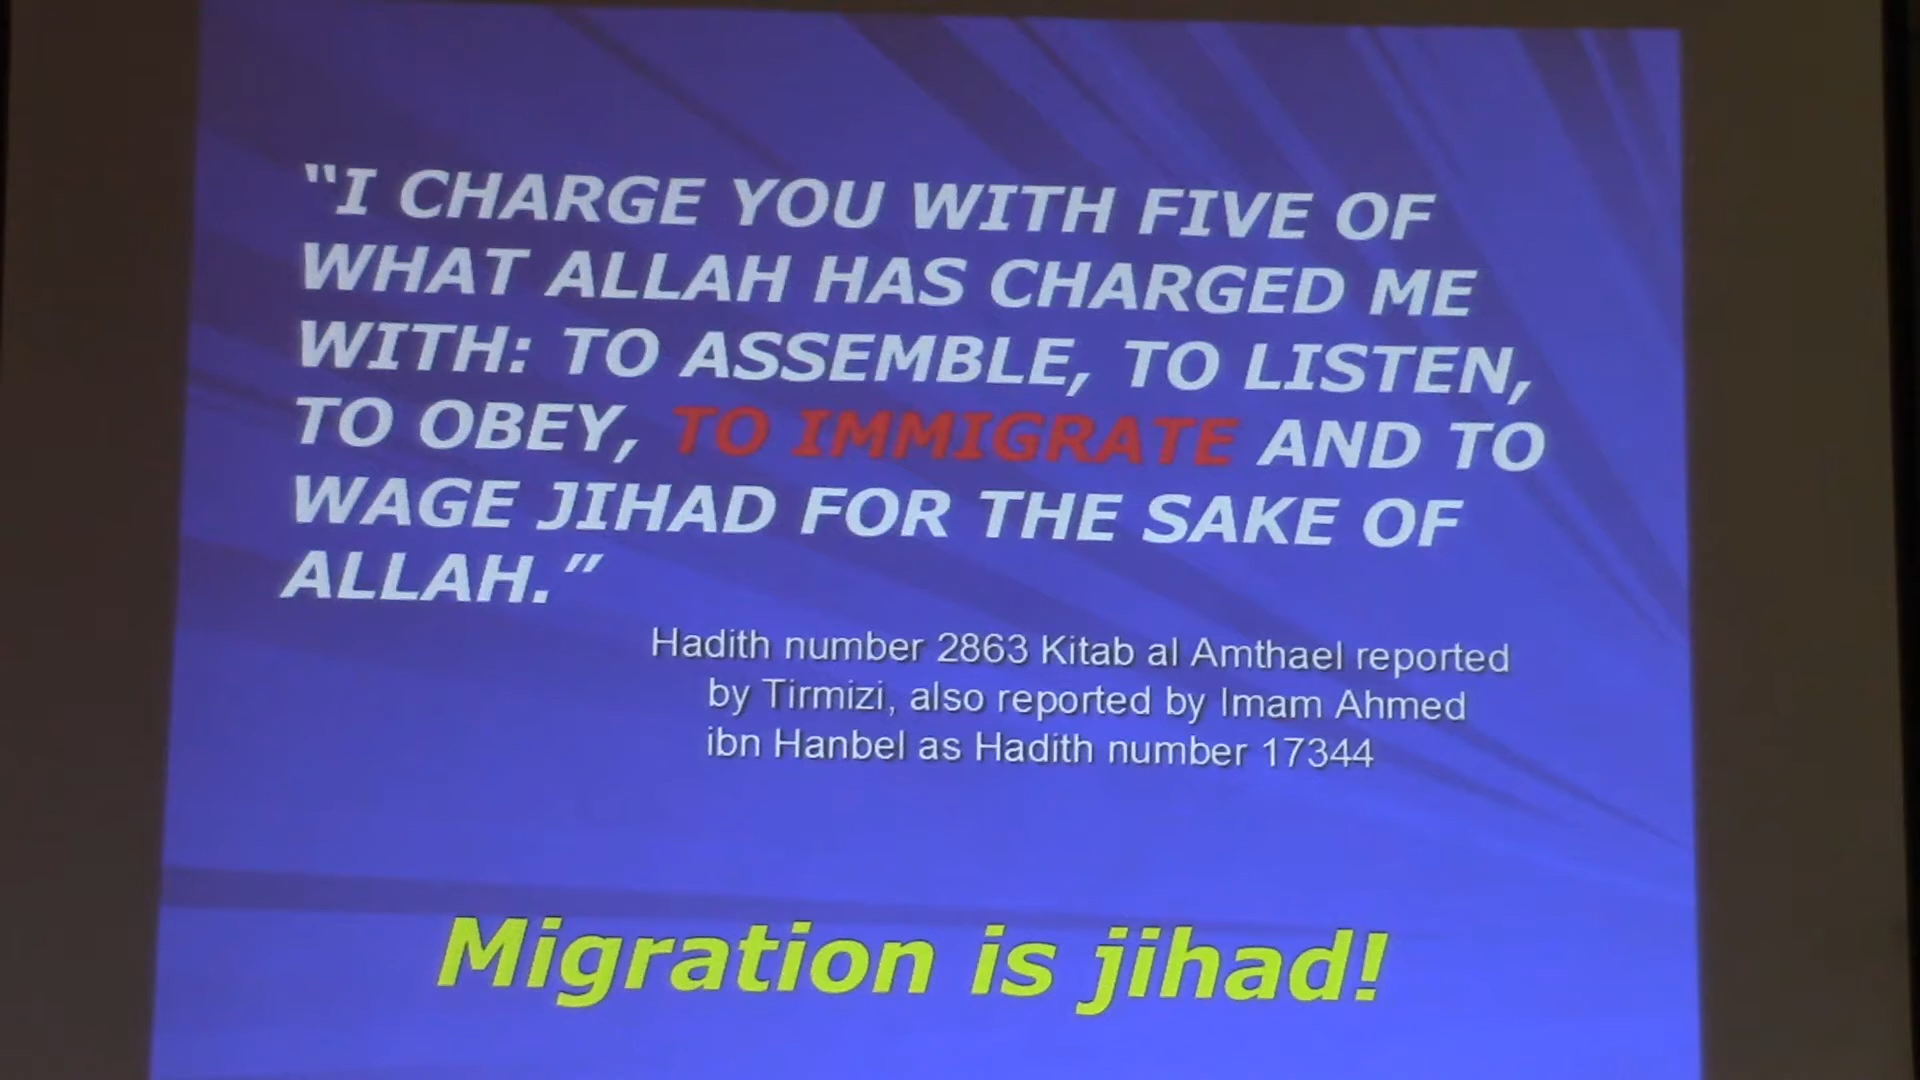 “I CHARGE YOU WITH FIVE OF
WHAT ALLAH HAS CHARGED ME
WITH: TO ASSEMBLE, TO LISTEN,
TO OBEY, TO IMMIGRATE AND TO
WAGE JIHAD FOR THE SAKE OF
ALLAH.”
Hadith number 2863 Kitab al Amthael reported
by Tirmizi, also reported by Imam Ahmed
ibn Hanbel as Hadith number 17344
Migration is jihad!